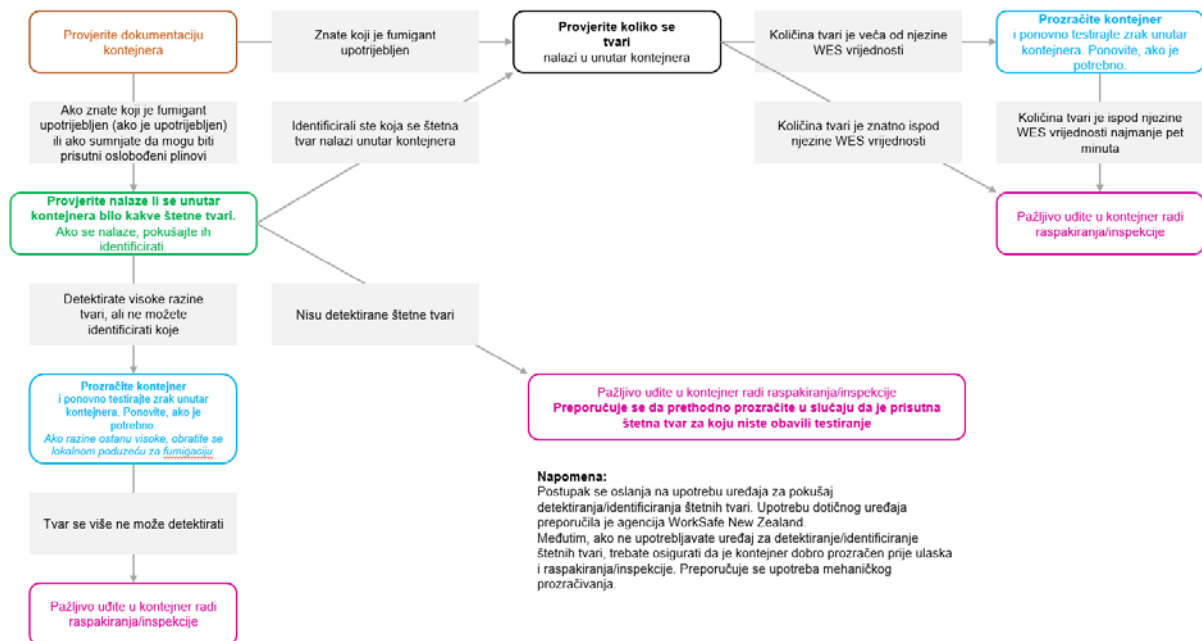 Provjerite dokumentaciju
kontejnera
Znate koji je fumigant
upotrijebljen
Provjerite koliko se
tvari
nalazi u unutar kontejnera
Količina tvari je veća od njezine
WES vrijednosti
Prozračite kontejner
i ponovno testirajte zrak unutar
kontejnera. Ponovite, ako je
potrebno.
Ako znate koji je fumigant
upotrijebljen (ako je upotrijebljen)
ili ako sumnjate da mogu biti
prisutni oslobođeni plinovi
Identificirali ste koja se štetna
tvar nalazi unutar kontejnera
Količina tvari je znatno ispod
njezine WES vrijednosti
Količina tvari je ispod njezine
WES vrijednosti najmanje pet
minuta
Provjerite nalaze li se unutar
kontejnera bilo kakve štetne tvari.
Ako se nalaze, pokušajte ih
identificirati.
Pažljivo uđite u kontejner radi
raspakiranja/inspekcije
Detektirate visoke razine
tvari, ali ne možete
identificirati koje
Nisu detektirane štetne tvari
Prozračite kontejner
i ponovno testirajte zrak unutar
kontejnera. Ponovite, ako je
potrebno.
Ako razine ostanu visoke, obratite se
lokalnom poduzeću za fumigaciju.
Pažljivo uđite u kontejner radi raspakiranja/inspekcije
Preporučuje se da prethodno prozračite u slučaju da je prisutna
štetna tvar za koju niste obavili testiranje
Tvar se više ne može detektirati
Napomena:
Postupak se oslanja na upotrebu uređaja za pokušaj
detektiranja/identificiranja štetnih tvari. Upotrebu dotičnog uređaja
preporučila je agencija WorkSafe New Zealand.
Međutim, ako ne upotrebljavate uređaj za detektiranje/identificiranje
štetnih tvari, trebate osigurati da je kontejner dobro prozračen prije ulaska
i raspakiranja/inspekcije. Preporučuje se upotreba mehaničkog
prozračivanja.
Pažljivo uđite u kontejner radi
raspakiranja/inspekcije